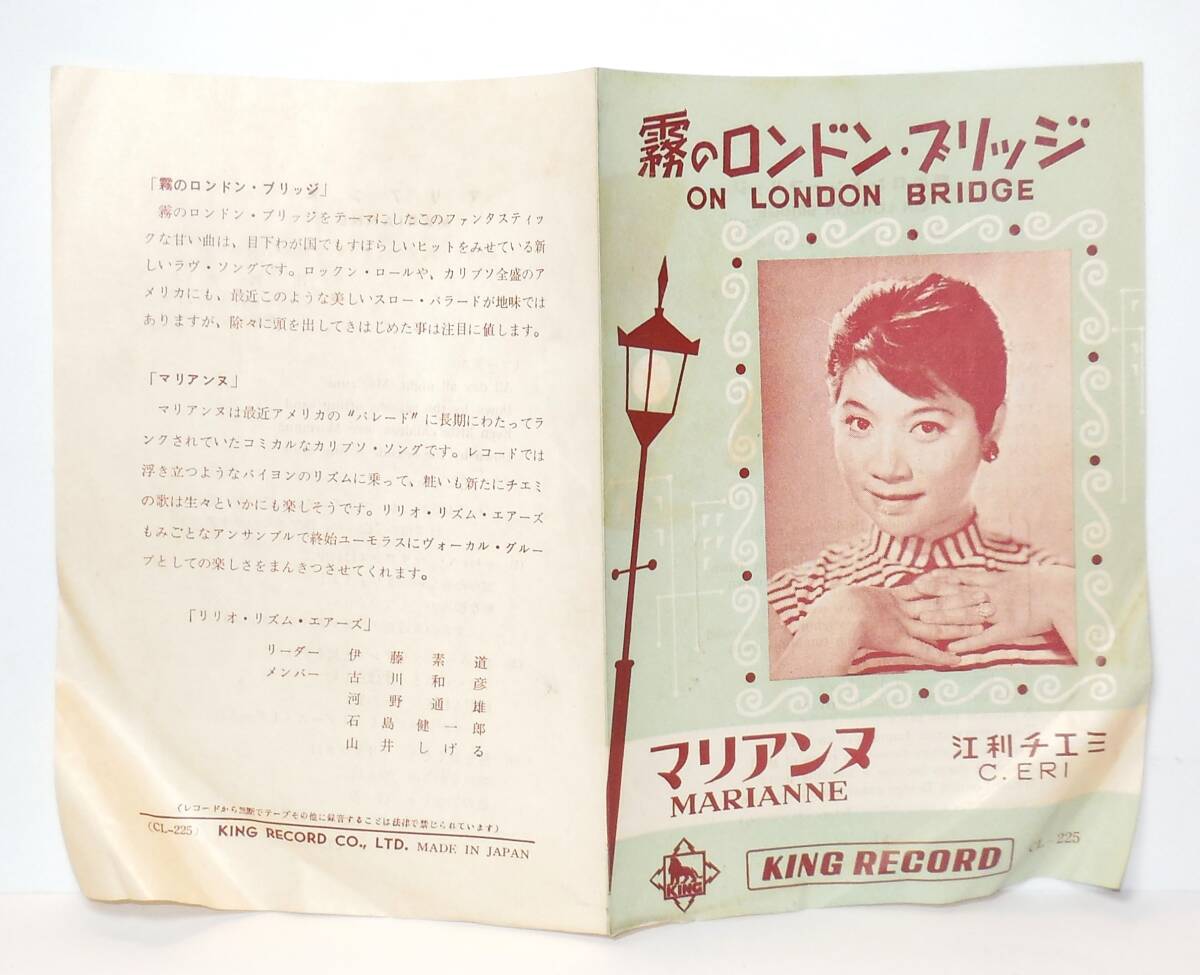 「霧のロンドン・ブリッジ」
霧のロンドン・ブリッジをテーマにしたこのファンタスティッ
クな甘い曲は、目下わが国でもすばらしいヒットをみせている新
しいラヴ・ソングです。ロックン・ロールや、カリプソ全盛のア
メリカにも、最近このような美しいスロー・バラードが地味では
ありますが、除々に頭を出してきはじめた事は注目に値します。
「マリアンヌ」
マリアンヌは最近アメリカの〝パレード〟に長期にわたってラ
ンクされていたコミカルなカリプソ・ソングです。レコードでは
浮き立つようなバイヨンのリズムに乗って、粧いも新たにチエミ
の歌は生々といかにも楽しそうです。リリオ・リズム・エアーズ
もみごとなアンサンブルで終始ユーモラスにヴォーカル・グルー
プとしての楽しさをまんきつさせてくれます。
「リリオ・リズム・エアーズ」
リーダー 伊藤素道
メンバー 古川和彦
河野通雄
石島健一郎
山井しげる
(レコードから無断でテープその他に録音することは法律で禁じられています)
(CL-225) KING RECORD CO., LTD. MADE IN JAPAN
霧のロンドン・ブリッジ
ON LONDON BRIDGE
マリアンヌ
MARIANNE
江利チエミ
C. ERI
KING
KING RECORD
CL-225